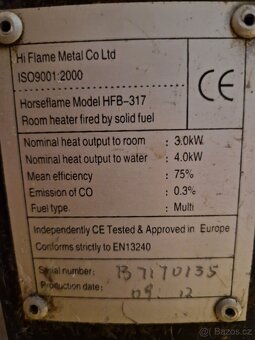 Hi Flame Metal Co Ltd
ISO9001:2000
CE
Horseflame Model HFB-317
Room heater fired by solid fuel
Nominal heat output to room : 3.0kW
Nominal heat output to water : 4.0kW
Mean efficiency : 75%
Emission of CO : 0.3%
Fuel type : Multi
Independently CE Tested & Approved in Europe
Conforms strictly to EN13240
Serial number: B7170135
Production date: 09. 12
Bazoš.cz